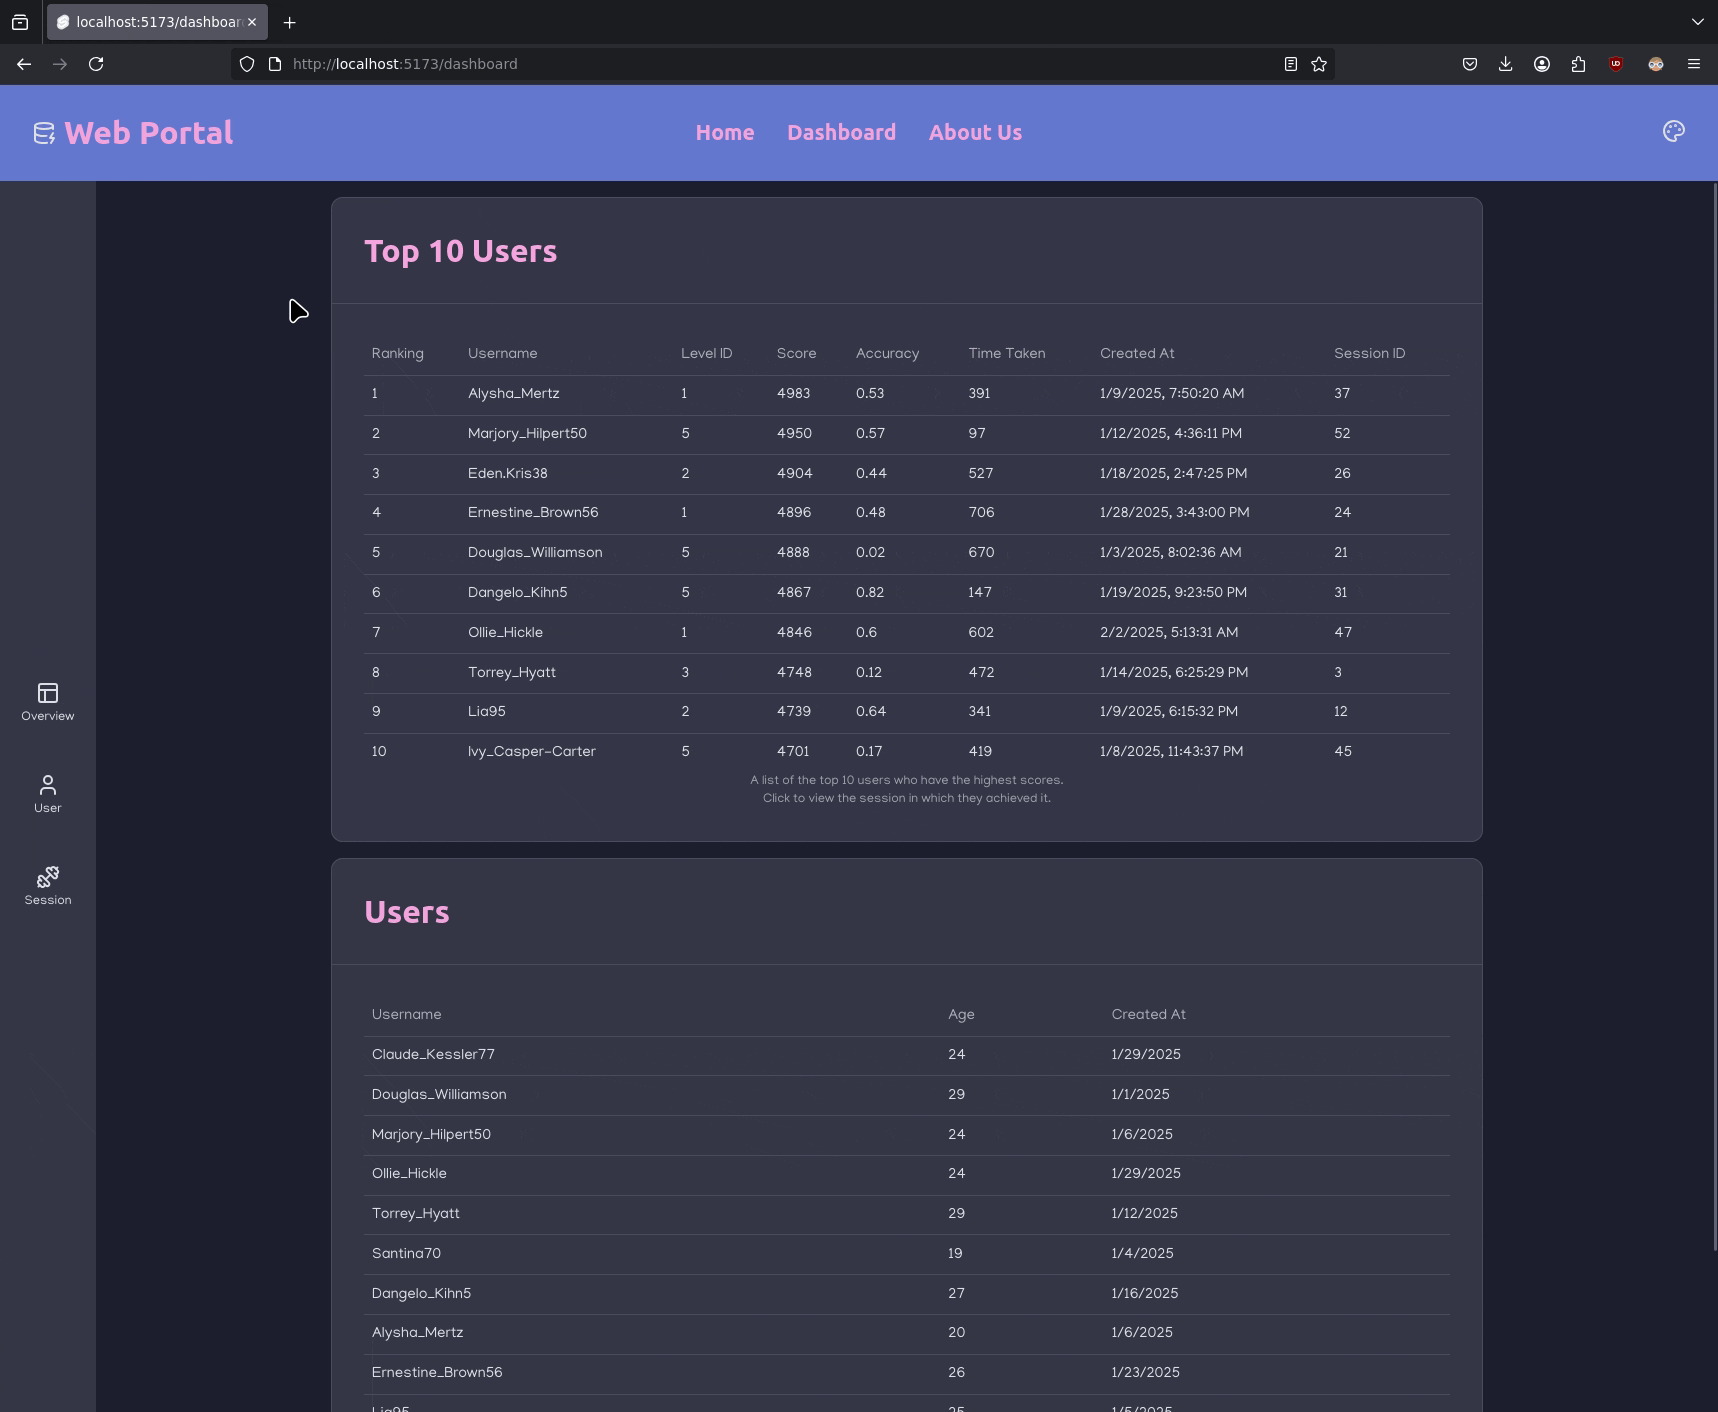 localhost:5173/dashboar
http://localhost:5173/dashboard
Web Portal
Home Dashboard About Us
Top 10 Users
Ranking Username Level ID Score Accuracy Time Taken Created At Session ID
1 Alysha_Mertz 1 4983 0.53 391 1/9/2025, 7:50:20 AM 37
2 Marjory_Hilpert50 5 4950 0.57 97 1/12/2025, 4:36:11 PM 52
3 Eden.Kris38 2 4904 0.44 527 1/18/2025, 2:47:25 PM 26
4 Ernestine_Brown56 1 4896 0.48 706 1/28/2025, 3:43:00 PM 24
5 Douglas_Williamson 5 4888 0.02 670 1/3/2025, 8:02:36 AM 21
6 Dangelo_Kihn5 5 4867 0.82 147 1/19/2025, 9:23:50 PM 31
7 Ollie_Hickle 1 4846 0.6 602 2/2/2025, 5:13:31 AM 47
8 Torrey_Hyatt 3 4748 0.12 472 1/14/2025, 6:25:29 PM 3
9 Lia95 2 4739 0.64 341 1/9/2025, 6:15:32 PM 12
10 Ivy_Casper-Carter 5 4701 0.17 419 1/8/2025, 11:43:37 PM 45
A list of the top 10 users who have the highest scores.
Click to view the session in which they achieved it.
Overview
User
Session
Users
Username Age Created At
Claude_Kessler77 24 1/29/2025
Douglas_Williamson 29 1/1/2025
Marjory_Hilpert50 24 1/6/2025
Ollie_Hickle 24 1/29/2025
Torrey_Hyatt 29 1/12/2025
Santina70 19 1/4/2025
Dangelo_Kihn5 27 1/16/2025
Alysha_Mertz 20 1/6/2025
Ernestine_Brown56 26 1/23/2025
Lia95 25 1/5/2025